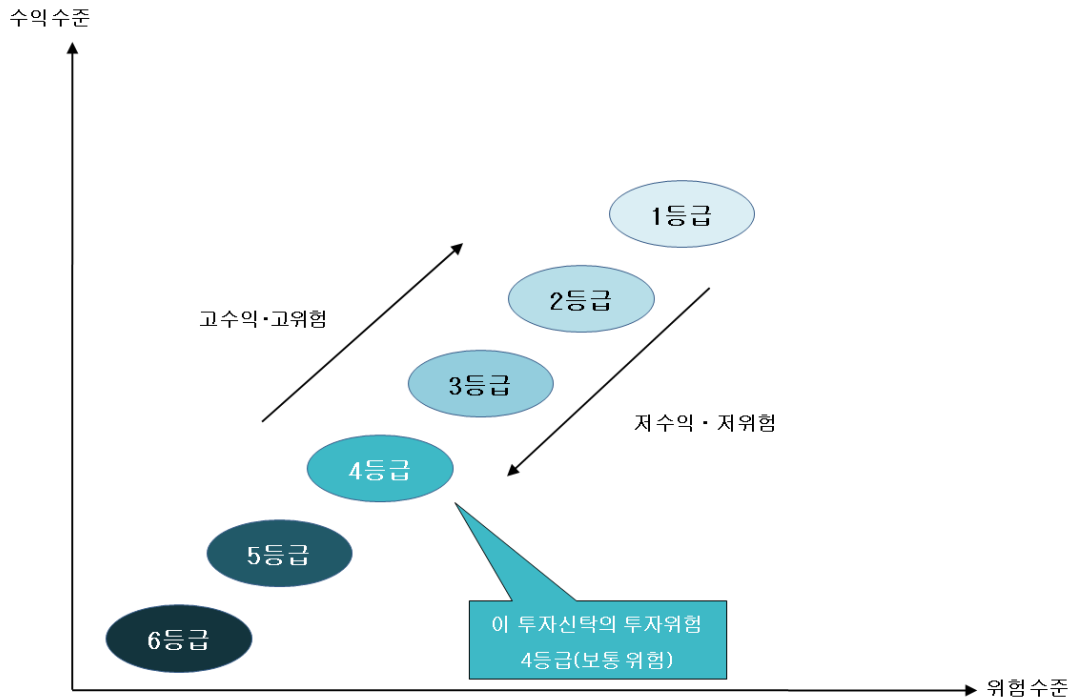 수익수준
1등급
2등급
고수익·고위험
3등급
저수익 · 저위험
4등급
5등급
이 투자신탁의 투자위험
4등급(보통 위험)
6등급
위험수준